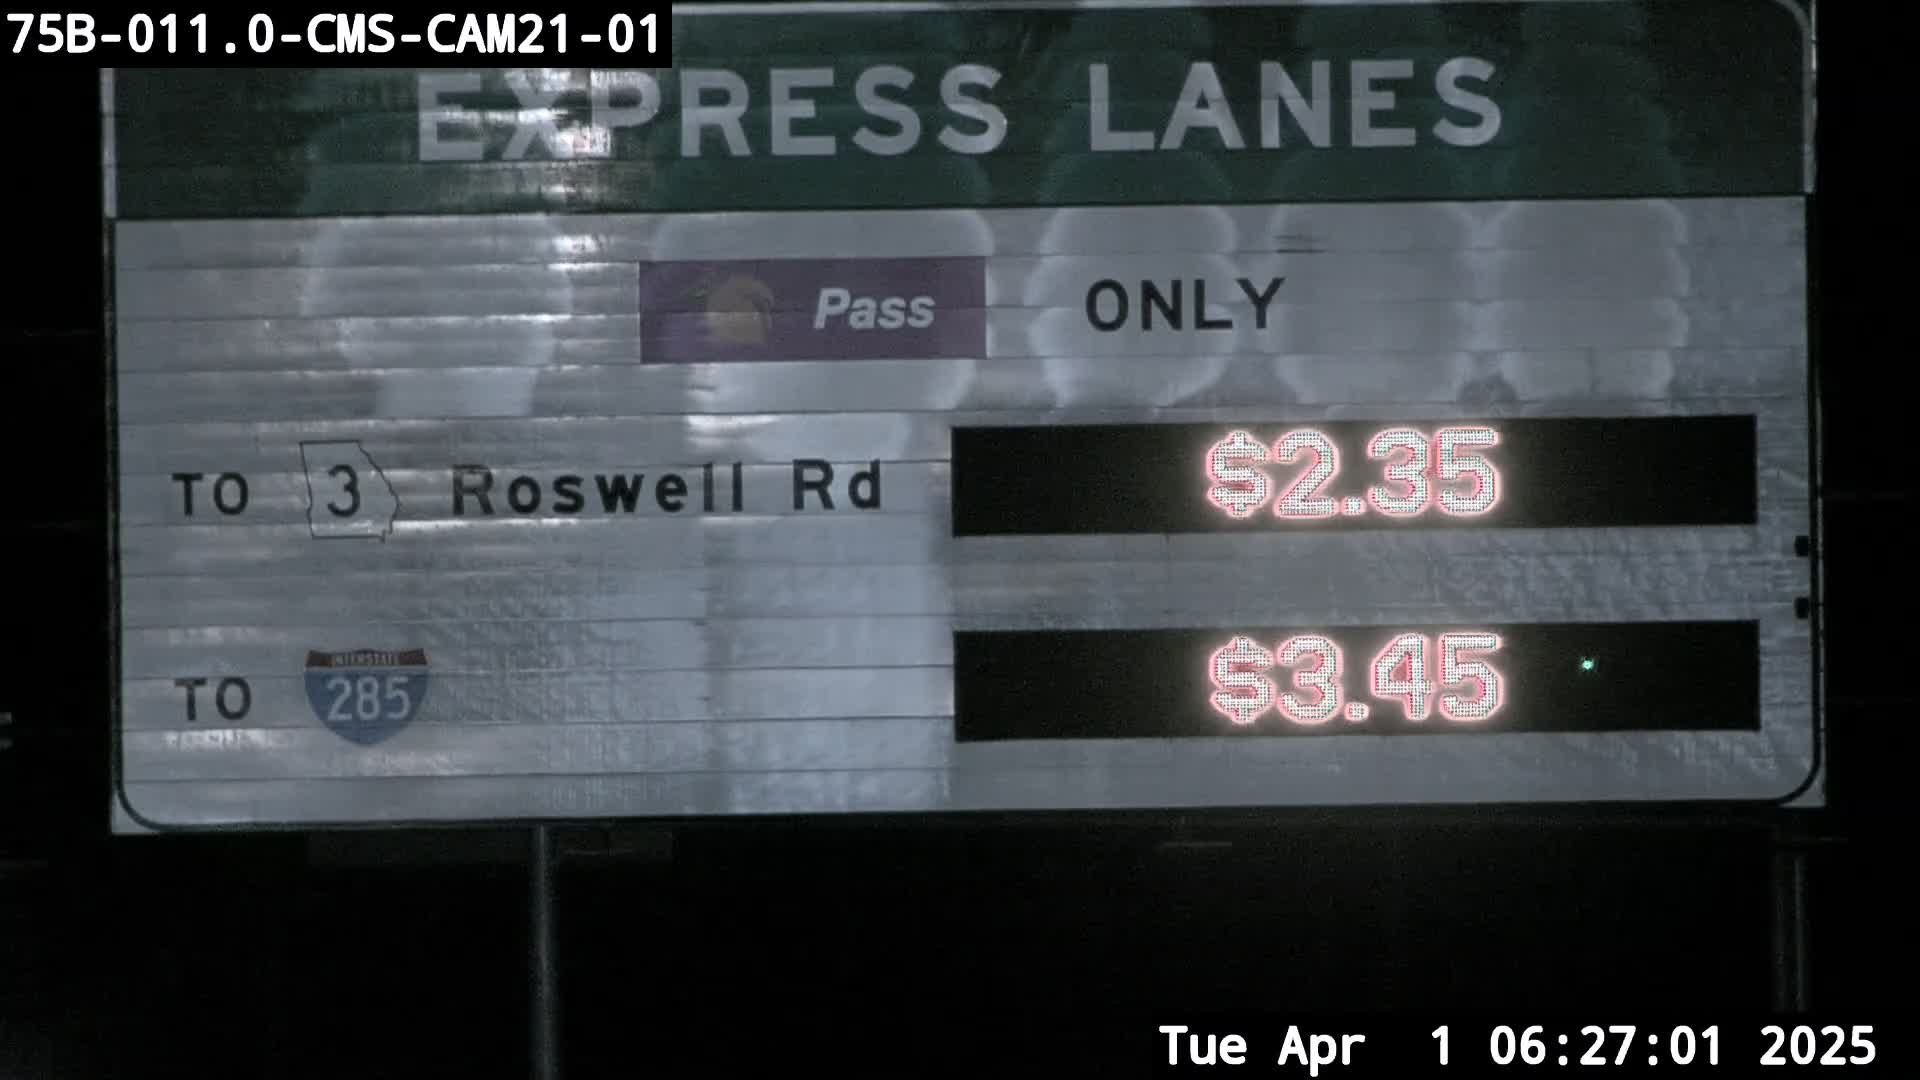 75B-011.0-CMS-CAM21-01
EXPRESS LANES
Pass ONLY
TO 3 Roswell Rd $2.35
INTERSTATE
TO 285 $3.45
Tue Apr 1 06:27:01 2025